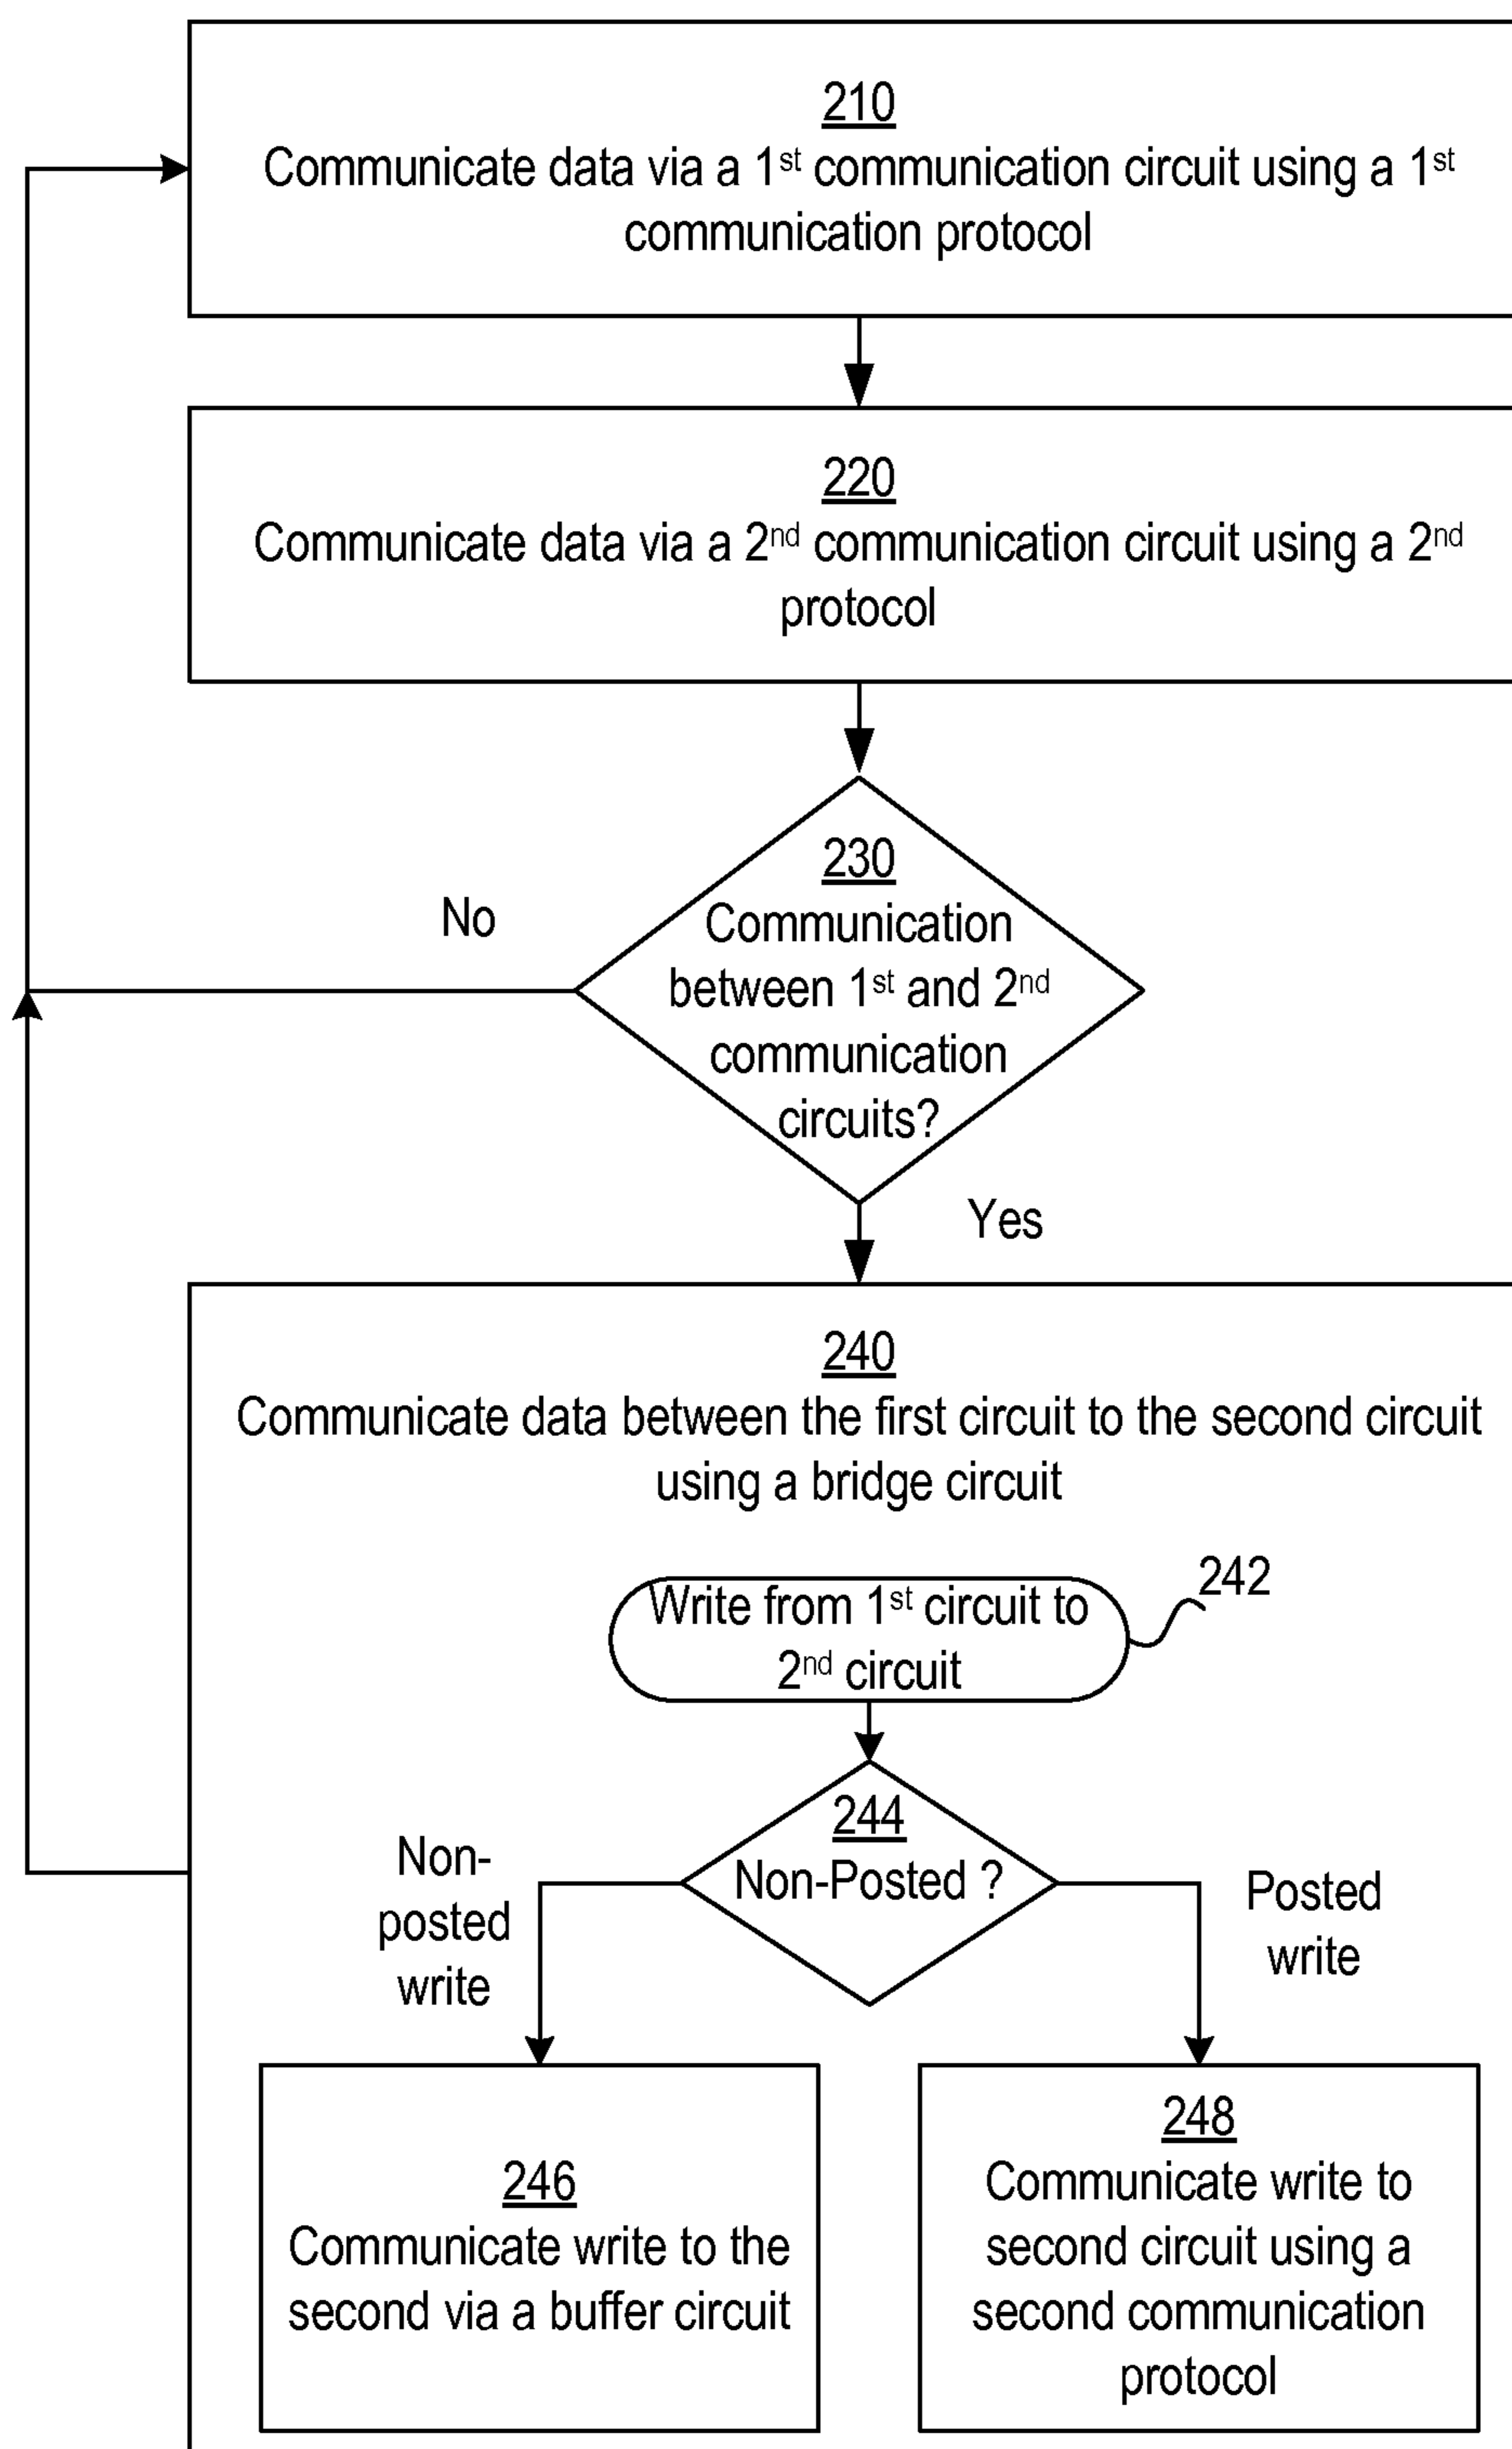 210
Communicate data via a 1st communication circuit using a 1st
communication protocol
220
Communicate data via a 2nd communication circuit using a 2nd
protocol
230
Communication
between 1st and 2nd
communication
circuits?
No
Yes
240
Communicate data between the first circuit to the second circuit
using a bridge circuit
242
Write from 1st circuit to
2nd circuit
244
Non-Posted ?
Non-
posted
write
Posted
write
246
Communicate write to the
second via a buffer circuit
248
Communicate write to
second circuit using a
second communication
protocol